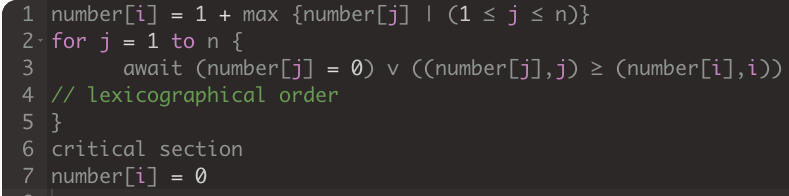 1 number[i] = 1 + max {number[j] | (1 ≤ j ≤ n)}
2 for j = 1 to n {
3 await (number[j] = 0) ∨ ((number[j],j) ≥ (number[i],i))
4 // lexicographical order
5 }
6 critical section
7 number[i] = 0